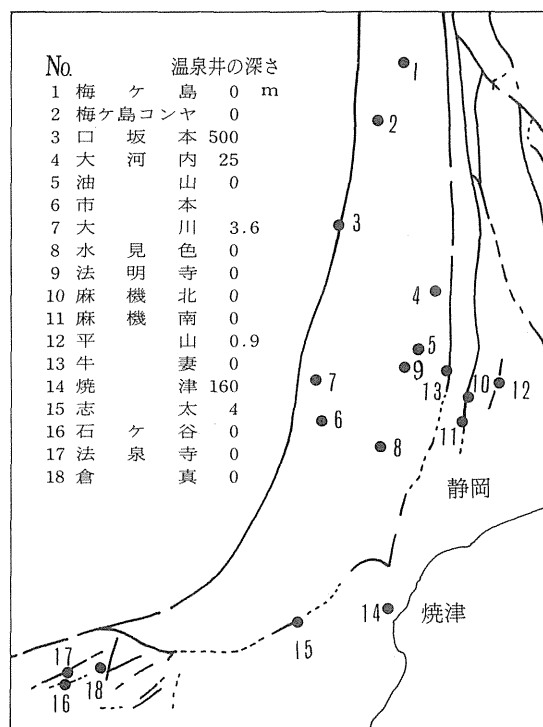 No. 温泉井の深さ
1 梅ケ島 0 m
2 梅ケ島コンヤ 0
3 口坂本 500
4 大河内 25
5 油山 0
6 市本
7 大川 3.6
8 水見色 0
9 法明寺 0
10 麻機北 0
11 麻機南 0
12 平山 0.9
13 牛妻 0
14 焼津 160
15 志太 4
16 石ケ谷 0
17 法泉寺 0
18 倉真 0
1
2
3
4
5
9
13
10
12
7
6
11
8
静岡
14
焼津
15
17
18
16